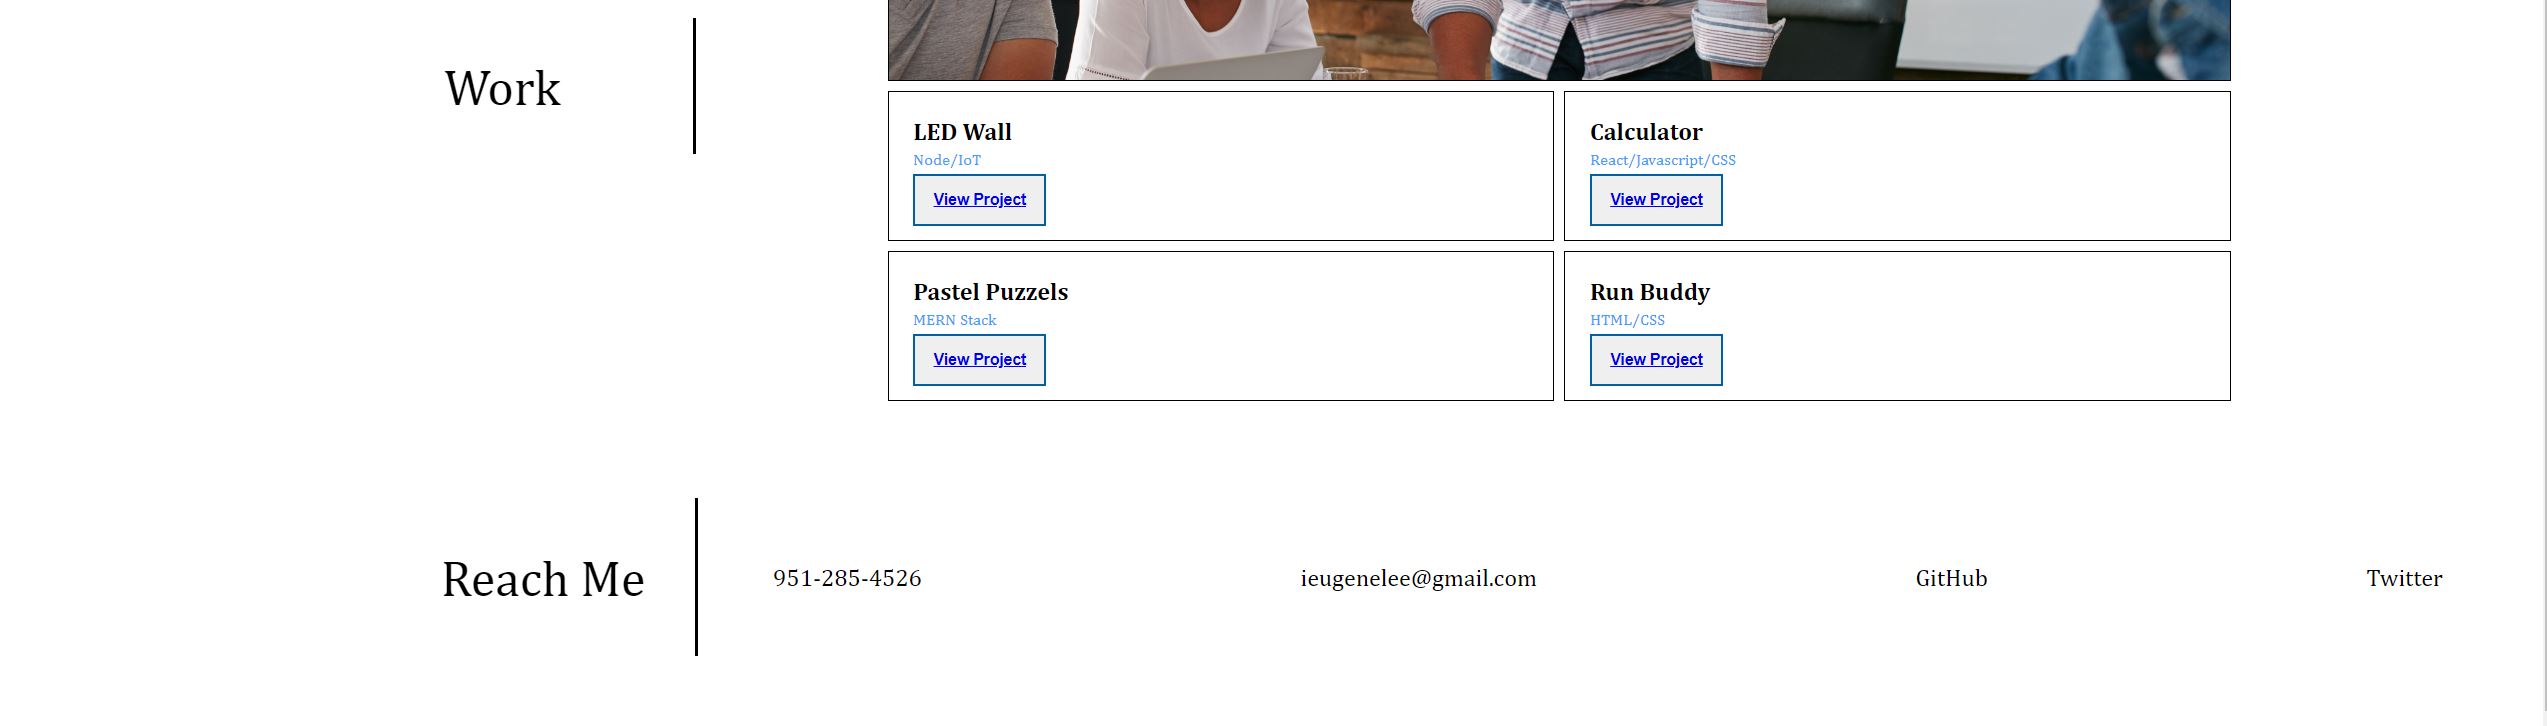 Work
LED Wall
Node/IoT
View Project
Calculator
React/Javascript/CSS
View Project
Pastel Puzzels
MERN Stack
View Project
Run Buddy
HTML/CSS
View Project
Reach Me
951-285-4526
ieugenelee@gmail.com
GitHub
Twitter